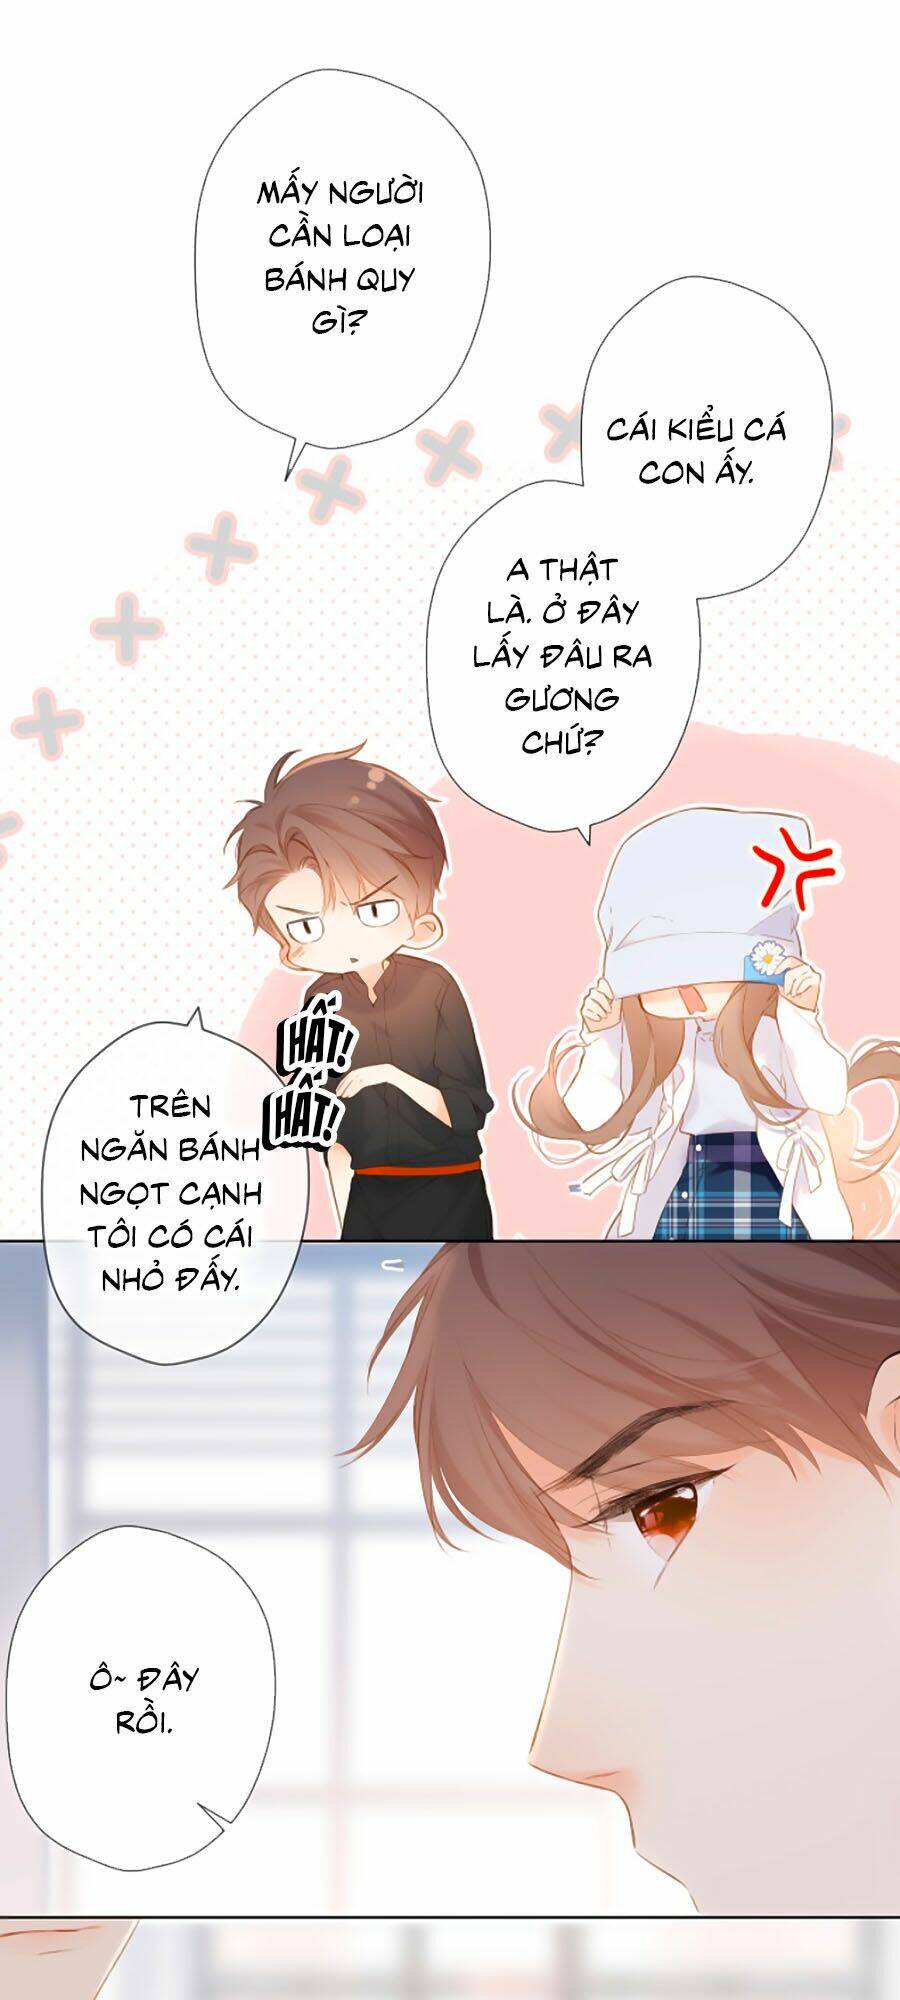 MẤY NGƯỜI
CẦN LOẠI
BÁNH QUY
GÌ?
CÁI KIỂU CÁ
CON ẤY.
A THẬT
LÀ. Ở ĐÂY
LẤY ĐÂU RA
GƯƠNG
CHỨ?
HẤT!
HẤT!
TRÊN
NGĂN BÁNH
NGỌT CẠNH
TÔI CÓ CÁI
NHỎ ĐẤY.
Ô~ ĐÂY
RỒI.